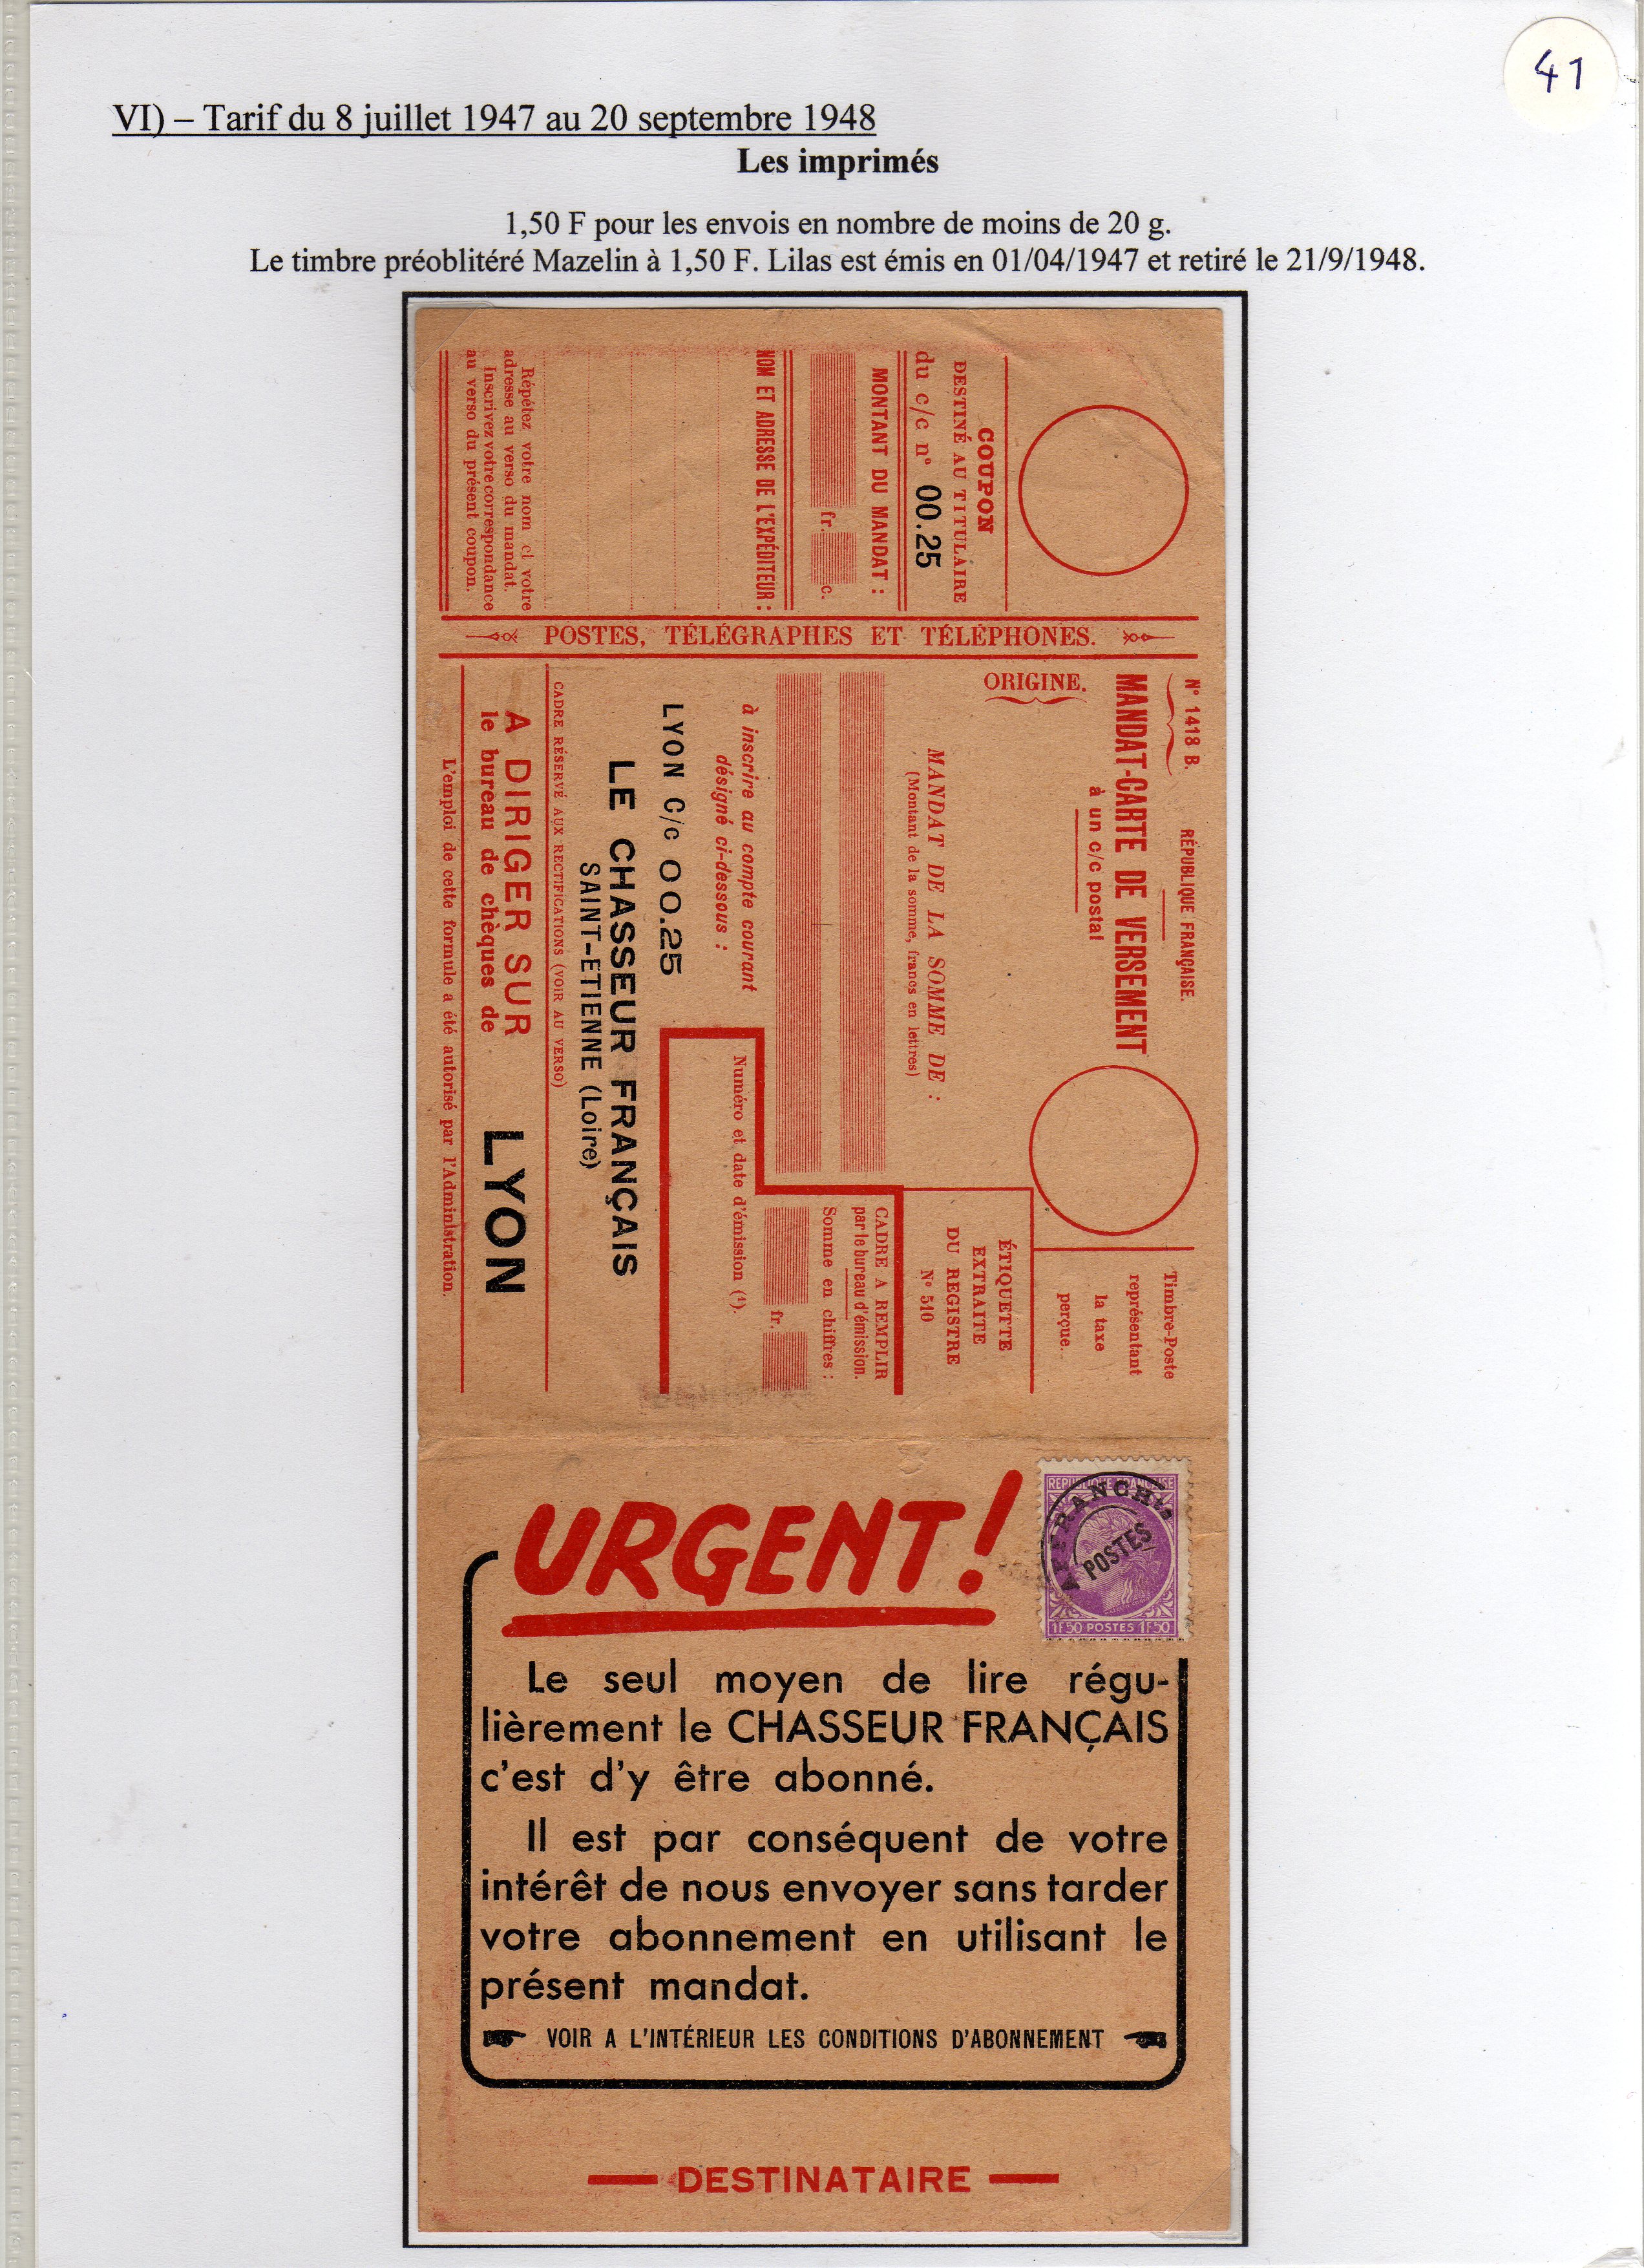 41
VI) – Tarif du 8 juillet 1947 au 20 septembre 1948
Les imprimés
1,50 F pour les envois en nombre de moins de 20 g.
Le timbre préoblitéré Mazelin à 1,50 F. Lilas est émis en 01/04/1947 et retiré le 21/9/1948.
COUPON
DESTINÉ AU TITULAIRE
du c/c n° 00.25
MONTANT DU MANDAT :
fr. c.
NOM ET ADRESSE DE L'EXPÉDITEUR :
Répétez votre nom et votre
adresse au verso du mandat.
Inscrivez votre correspondance
au verso du présent coupon.
POSTES, TÉLÉGRAPHES ET TÉLÉPHONES.
N° 1418 B. RÉPUBLIQUE FRANÇAISE.
MANDAT-CARTE DE VERSEMENT
à un c/c postal
ORIGINE.
Timbre-Poste
représentant
la taxe
perçue.
MANDAT DE LA SOMME DE :
(Montant de la somme, francs en lettres)
ÉTIQUETTE
EXTRAITE
DU REGISTRE
N° 510
CADRE A REMPLIR
par le bureau d'émission.
Somme en chiffres :
fr.
Numéro et date d'émission (1).
à inscrire au compte courant
désigné ci-dessous :
LYON C/c 00.25
LE CHASSEUR FRANÇAIS
SAINT-ETIENNE (Loire)
CADRE RÉSERVÉ AUX RECTIFICATIONS (VOIR AU VERSO)
A DIRIGER SUR
le bureau de chèques de
LYON
L'emploi de cette formule a été autorisé par l'Administration.
URGENT!
REPUBLIQUE FRANÇAISE
AFFRANCHts
POSTES
1F50 POSTES 1F50
Le seul moyen de lire régu-
lièrement le CHASSEUR FRANÇAIS
c'est d'y être abonné.
Il est par conséquent de votre
intérêt de nous envoyer sans tarder
votre abonnement en utilisant le
présent mandat.
VOIR A L'INTÉRIEUR LES CONDITIONS D'ABONNEMENT
DESTINATAIRE